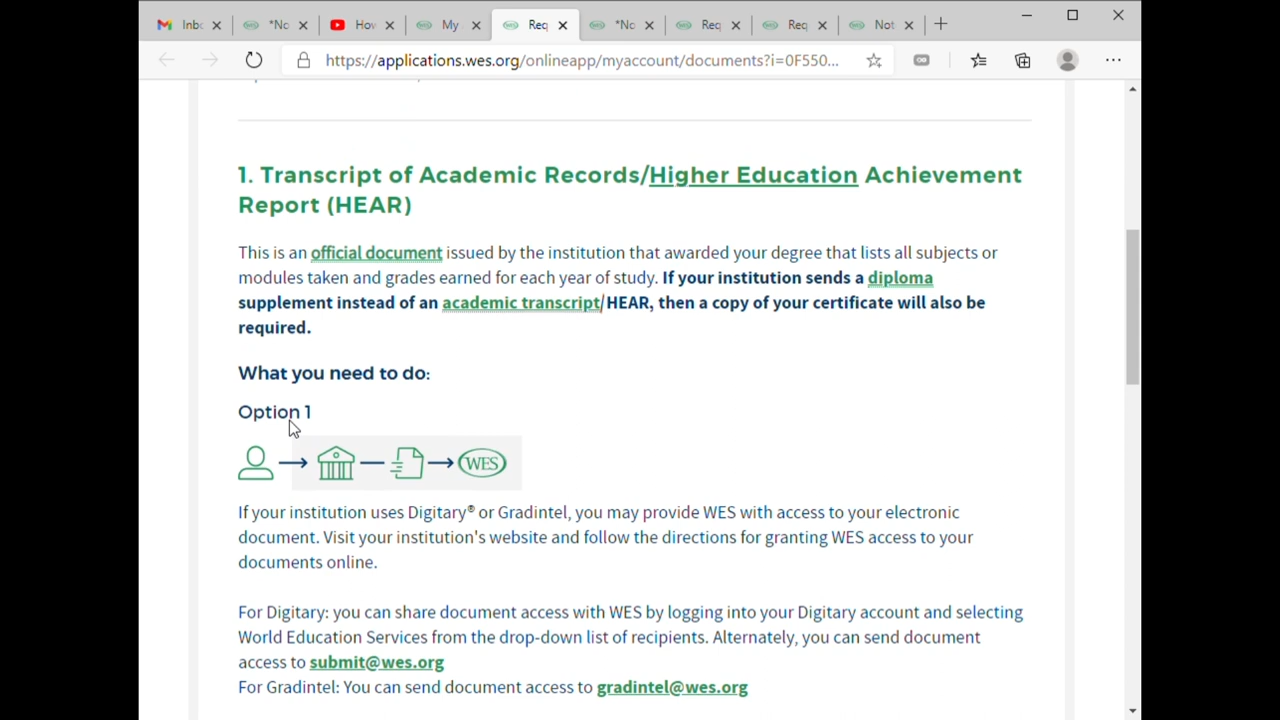 Inbc
*No
Hov
My
Req
*No
Req
Req
Not
https://applications.wes.org/onlineapp/myaccount/documents?i=0F550...
1. Transcript of Academic Records/Higher Education Achievement
Report (HEAR)
This is an official document issued by the institution that awarded your degree that lists all subjects or
modules taken and grades earned for each year of study. If your institution sends a diploma
supplement instead of an academic transcript/HEAR, then a copy of your certificate will also be
required.
What you need to do:
Option 1
WES
If your institution uses Digitary® or Gradintel, you may provide WES with access to your electronic
document. Visit your institution's website and follow the directions for granting WES access to your
documents online.
For Digitary: you can share document access with WES by logging into your Digitary account and selecting
World Education Services from the drop-down list of recipients. Alternately, you can send document
access to submit@wes.org
For Gradintel: You can send document access to gradintel@wes.org